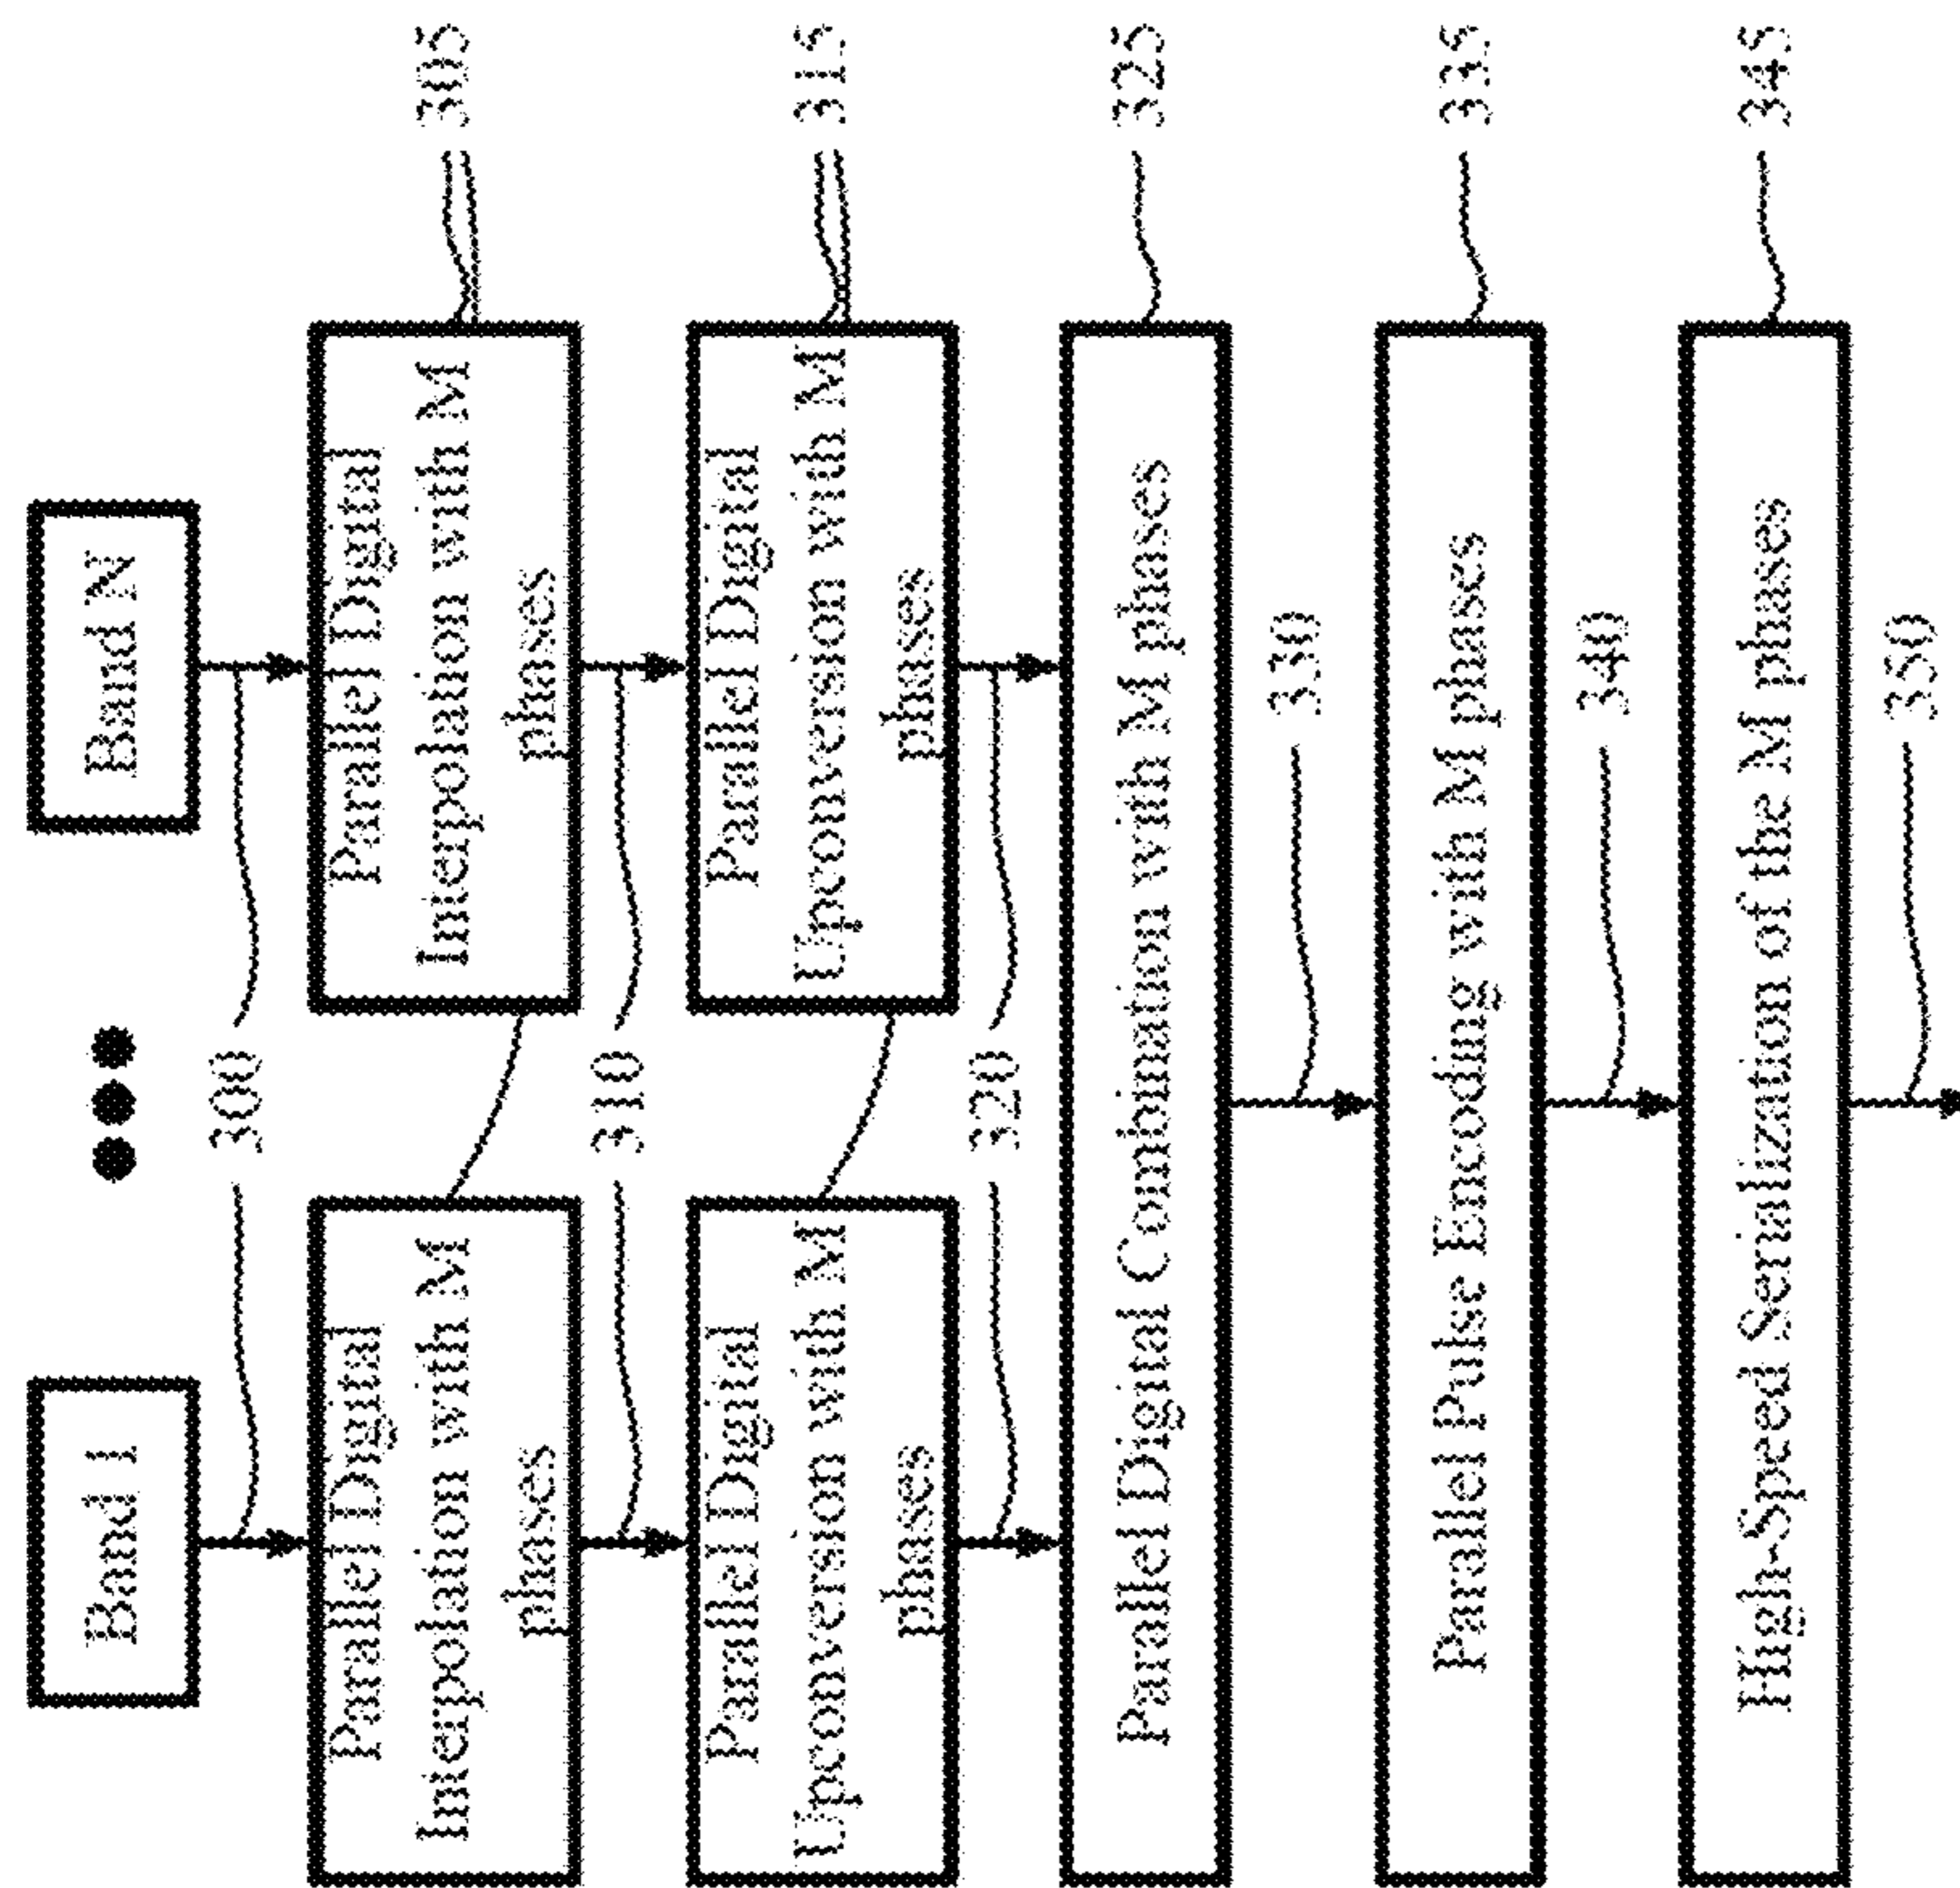 Band 1
Band N
300
Parallel Digital
Interpolation with M
phases
Parallel Digital
Interpolation with M
phases
305
310
Parallel Digital
Upconversion with M
phases
Parallel Digital
Upconversion with M
phases
315
320
Parallel Digital Combination with M phases
325
330
Parallel Pulse Encoding with M phases
335
340
High-Speed Serialization of the M phases
345
350